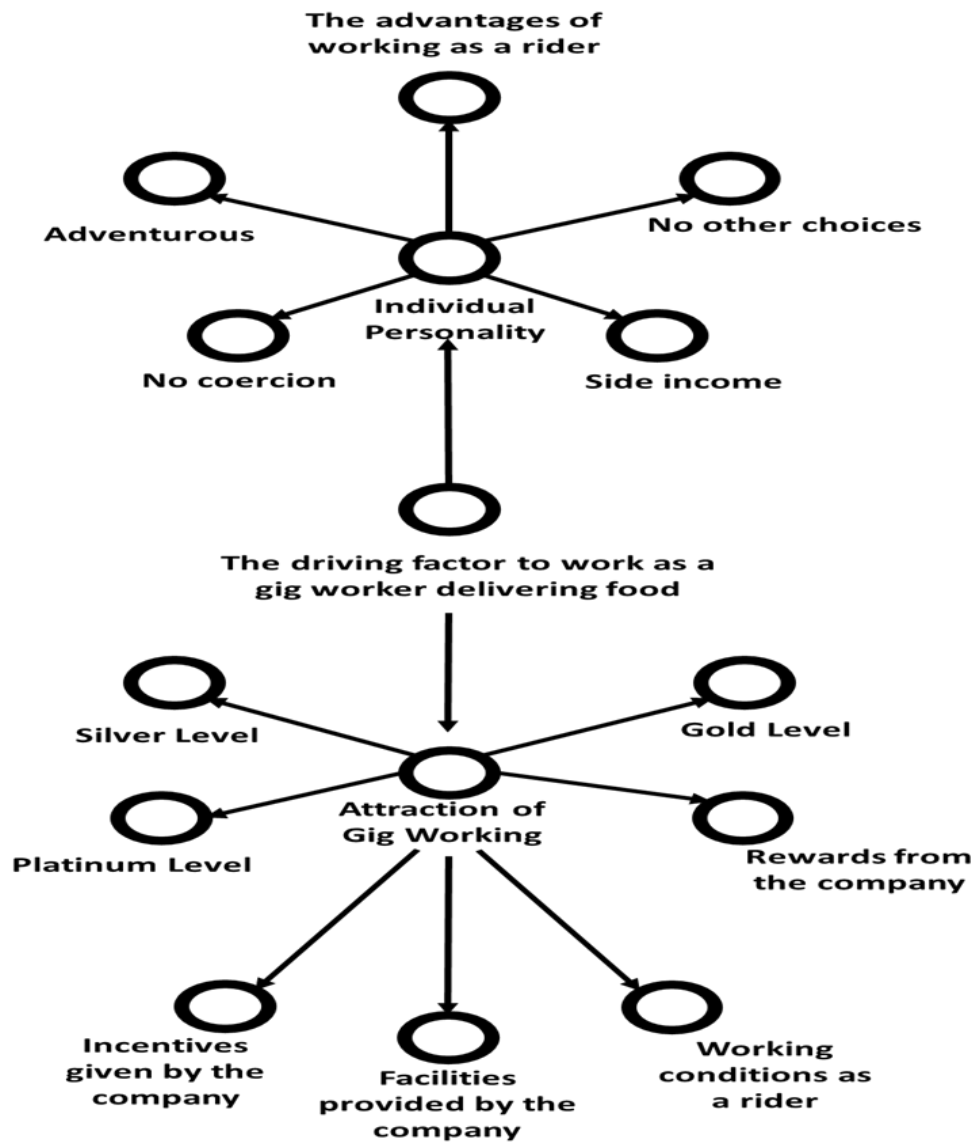 The advantages of
working as a rider
Adventurous
No other choices
Individual
Personality
No coercion
Side income
The driving factor to work as a
gig worker delivering food
Silver Level
Gold Level
Attraction of
Gig Working
Platinum Level
Rewards from
the company
Incentives
given by the
company
Facilities
provided by the
company
Working
conditions as
a rider